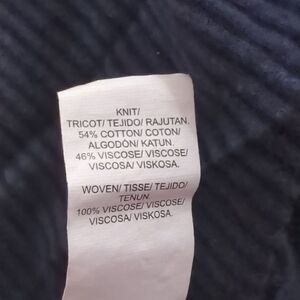 KNIT/
TRICOT/ TEJIDO/ RAJUTAN.
54% COTTON/ COTON/
ALGODÓN/ KATUN.
46% VISCOSE/ VISCOSE/
VISCOSA/ VISKOSA.
WOVEN/ TISSE/ TEJIDO/
TENUN
100% VISCOSE/ VISCOSE/
VISCOSA/ VISKOSA.